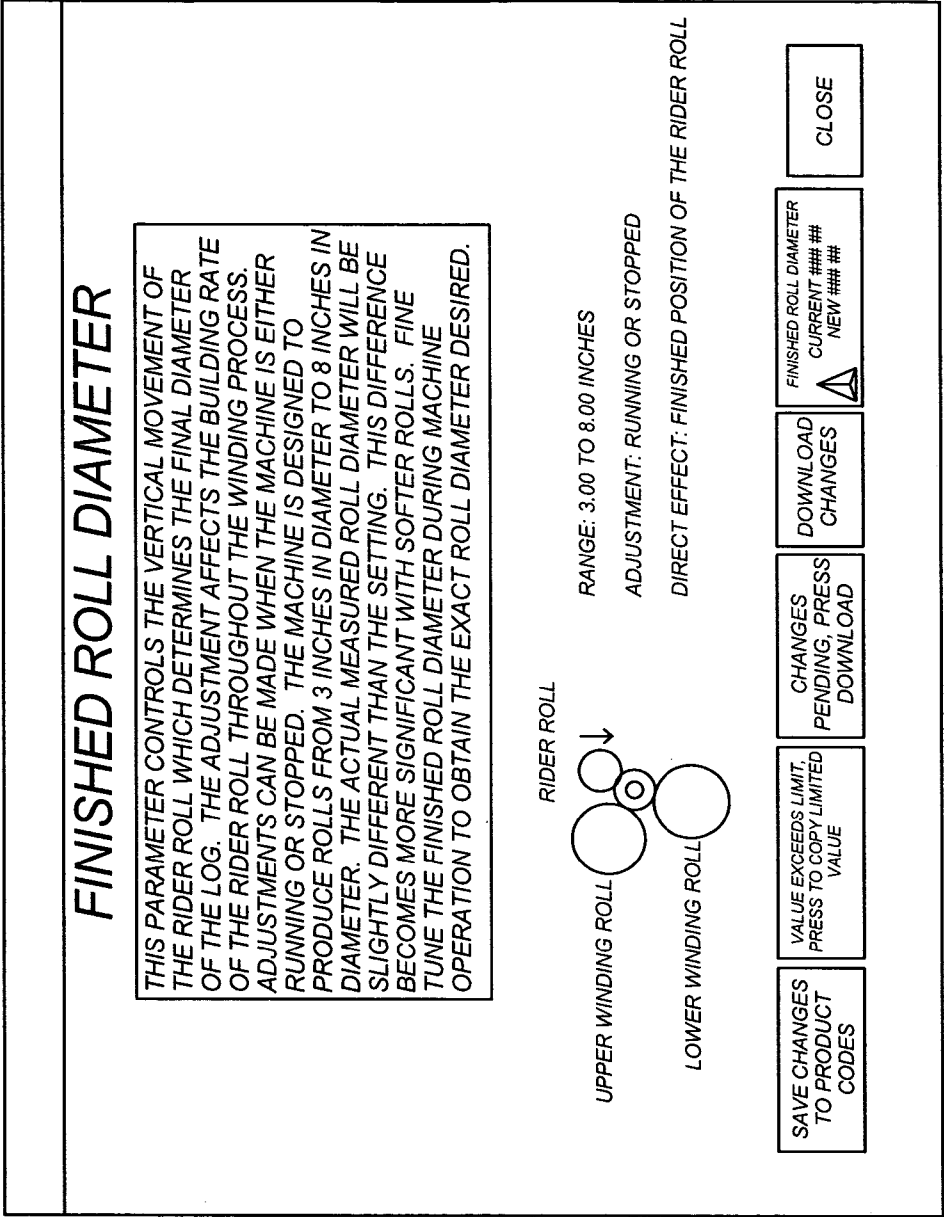 FINISHED ROLL DIAMETER
THIS PARAMETER CONTROLS THE VERTICAL MOVEMENT OF
THE RIDER ROLL WHICH DETERMINES THE FINAL DIAMETER
OF THE LOG. THE ADJUSTMENT AFFECTS THE BUILDING RATE
OF THE RIDER ROLL THROUGHOUT THE WINDING PROCESS.
ADJUSTMENTS CAN BE MADE WHEN THE MACHINE IS EITHER
RUNNING OR STOPPED. THE MACHINE IS DESIGNED TO
PRODUCE ROLLS FROM 3 INCHES IN DIAMETER TO 8 INCHES IN
DIAMETER. THE ACTUAL MEASURED ROLL DIAMETER WILL BE
SLIGHTLY DIFFERENT THAN THE SETTING. THIS DIFFERENCE
BECOMES MORE SIGNIFICANT WITH SOFTER ROLLS. FINE
TUNE THE FINISHED ROLL DIAMETER DURING MACHINE
OPERATION TO OBTAIN THE EXACT ROLL DIAMETER DESIRED.
RIDER ROLL
UPPER WINDING ROLL
LOWER WINDING ROLL
RANGE: 3.00 TO 8.00 INCHES
ADJUSTMENT: RUNNING OR STOPPED
DIRECT EFFECT: FINISHED POSITION OF THE RIDER ROLL
SAVE CHANGES
TO PRODUCT
CODES
VALUE EXCEEDS LIMIT,
PRESS TO COPY LIMITED
VALUE
CHANGES
PENDING, PRESS
DOWNLOAD
DOWNLOAD
CHANGES
FINISHED ROLL DIAMETER
CURRENT ### ##
NEW ### ##
CLOSE